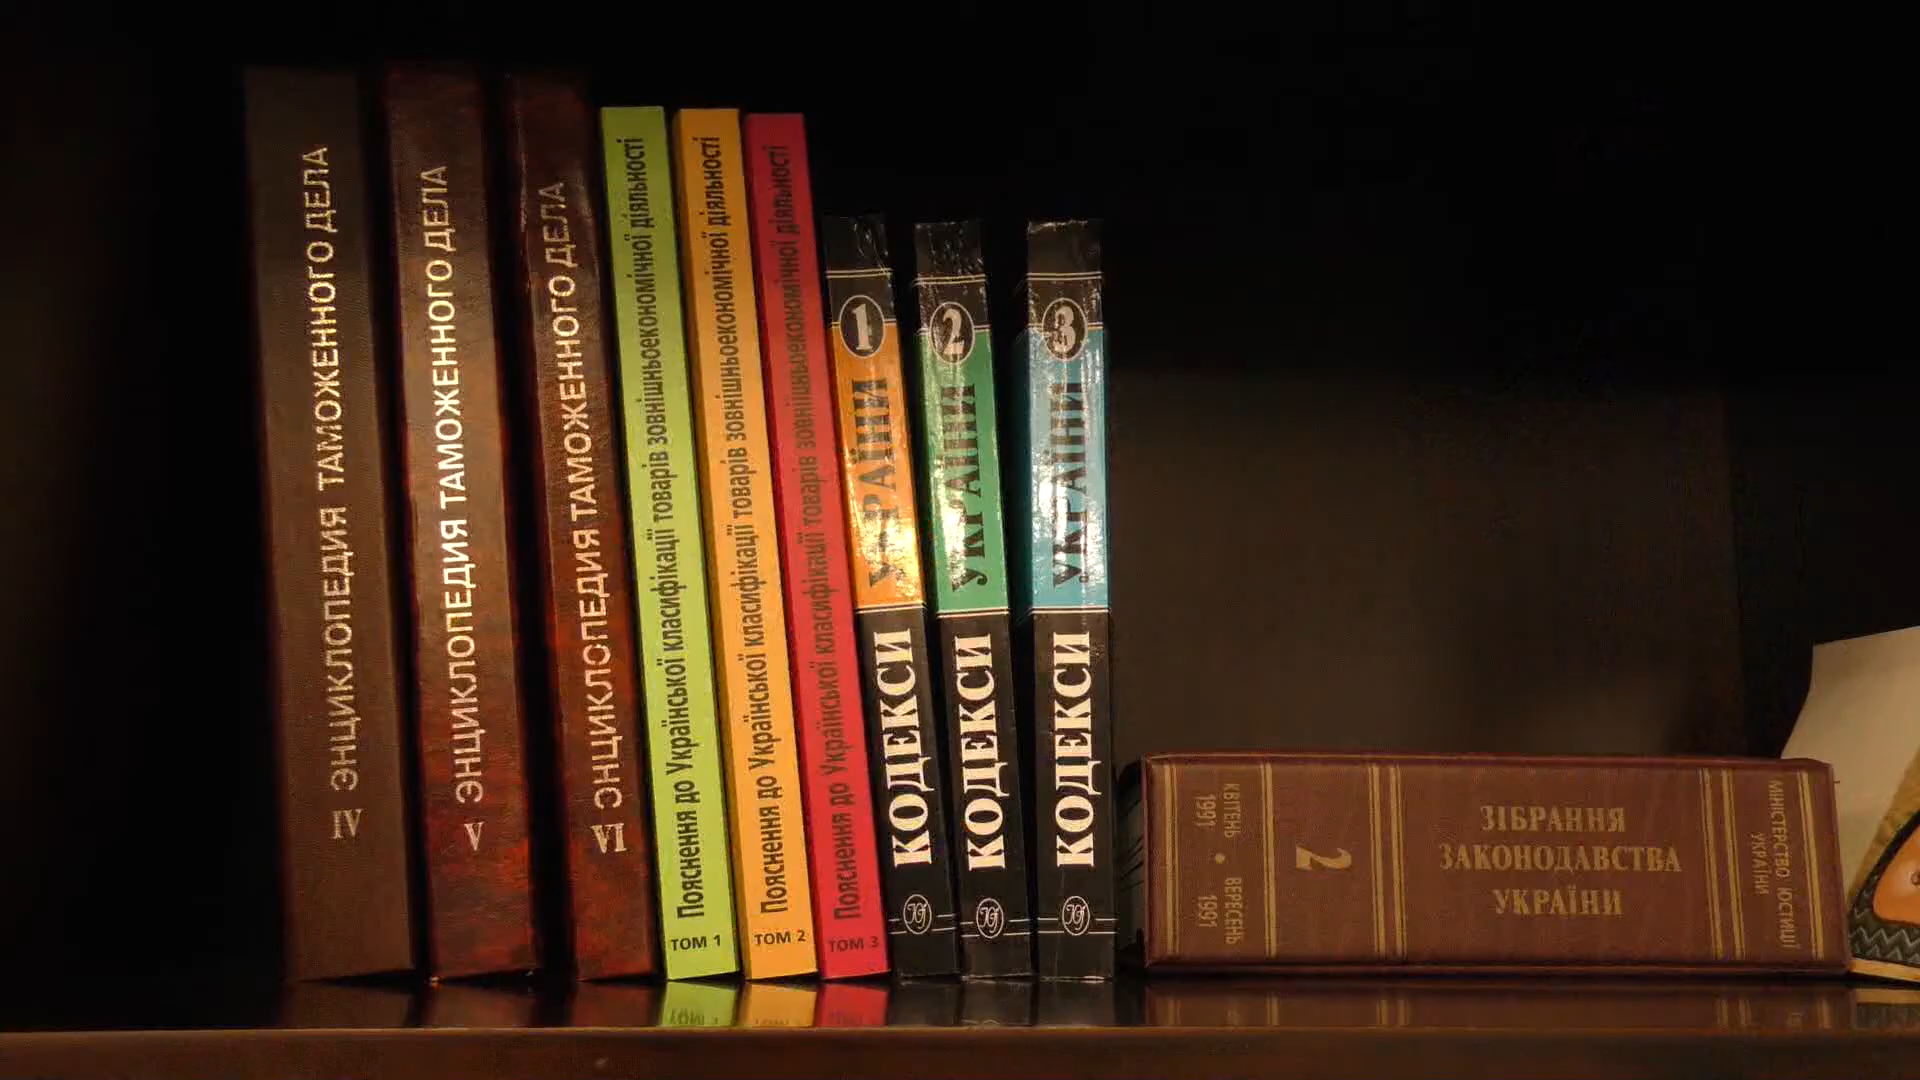 ЭНЦИКЛОПЕДИЯ ТАМОЖЕННОГО ДЕЛА
IV
ЭНЦИКЛОПЕДИЯ ТАМОЖЕННОГО ДЕЛА
V
ЭНЦИКЛОПЕДИЯ ТАМОЖЕННОГО ДЕЛА
VI
Пояснення до Української класифікації товарів зовнішньоекономічної діяльності
ТОМ 1
Пояснення до Української класифікації товарів зовнішньоекономічної діяльності
ТОМ 2
Пояснення до Української класифікації товарів зовнішньоекономічної діяльності
ТОМ 3
КОДЕКСИ УКРАЇНИ 1
КОДЕКСИ УКРАЇНИ 2
КОДЕКСИ УКРАЇНИ 3
КВІТЕНЬ 1991 • ВЕРЕСЕНЬ 1991
2
ЗІБРАННЯ
ЗАКОНОДАВСТВА
УКРАЇНИ
МІНІСТЕРСТВО ЮСТИЦІЇ
УКРАЇНИ